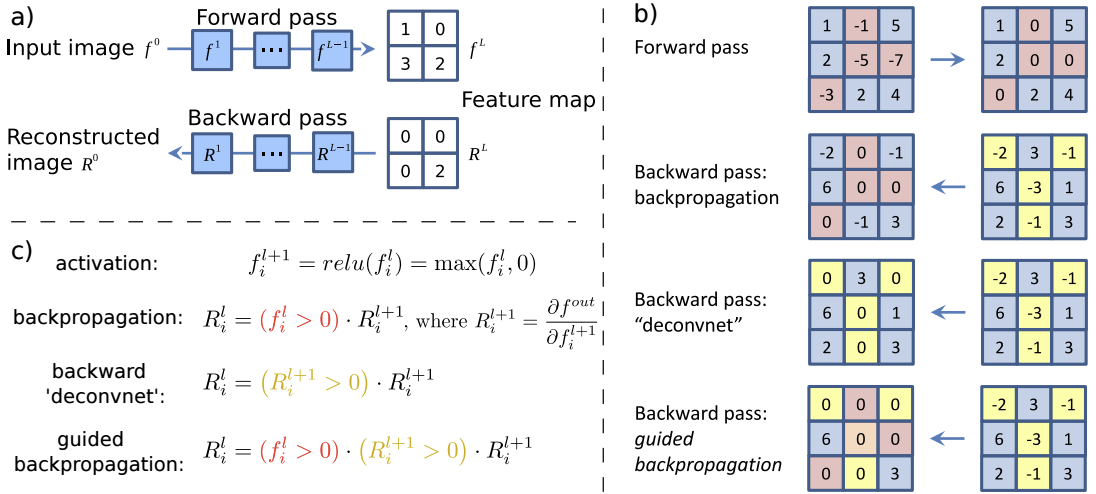 a)
Forward pass
Input image f^0 f^1 ... f^{L-1} f^L
1 0
3 2
Feature map
Backward pass
Reconstructed image R^0 R^1 ... R^{L-1} R^L
0 0
0 2
c)
activation: f_i^{l+1} = relu(f_i^l) = max(f_i^l, 0)
backpropagation: R_i^l = (f_i^l > 0) · R_i^{l+1}, where R_i^{l+1} = ∂f^{out} / ∂f_i^{l+1}
backward
'deconvnet': R_i^l = (R_i^{l+1} > 0) · R_i^{l+1}
guided
backpropagation: R_i^l = (f_i^l > 0) · (R_i^{l+1} > 0) · R_i^{l+1}
b)
Forward pass
1 -1 5
2 -5 -7
-3 2 4
1 0 5
2 0 0
0 2 4
Backward pass:
backpropagation
-2 0 -1
6 0 0
0 -1 3
-2 3 -1
6 -3 1
2 -1 3
Backward pass:
“deconvnet”
0 3 0
6 0 1
2 0 3
-2 3 -1
6 -3 1
2 -1 3
Backward pass:
guided
backpropagation
0 0 0
6 0 0
0 0 3
-2 3 -1
6 -3 1
2 -1 3